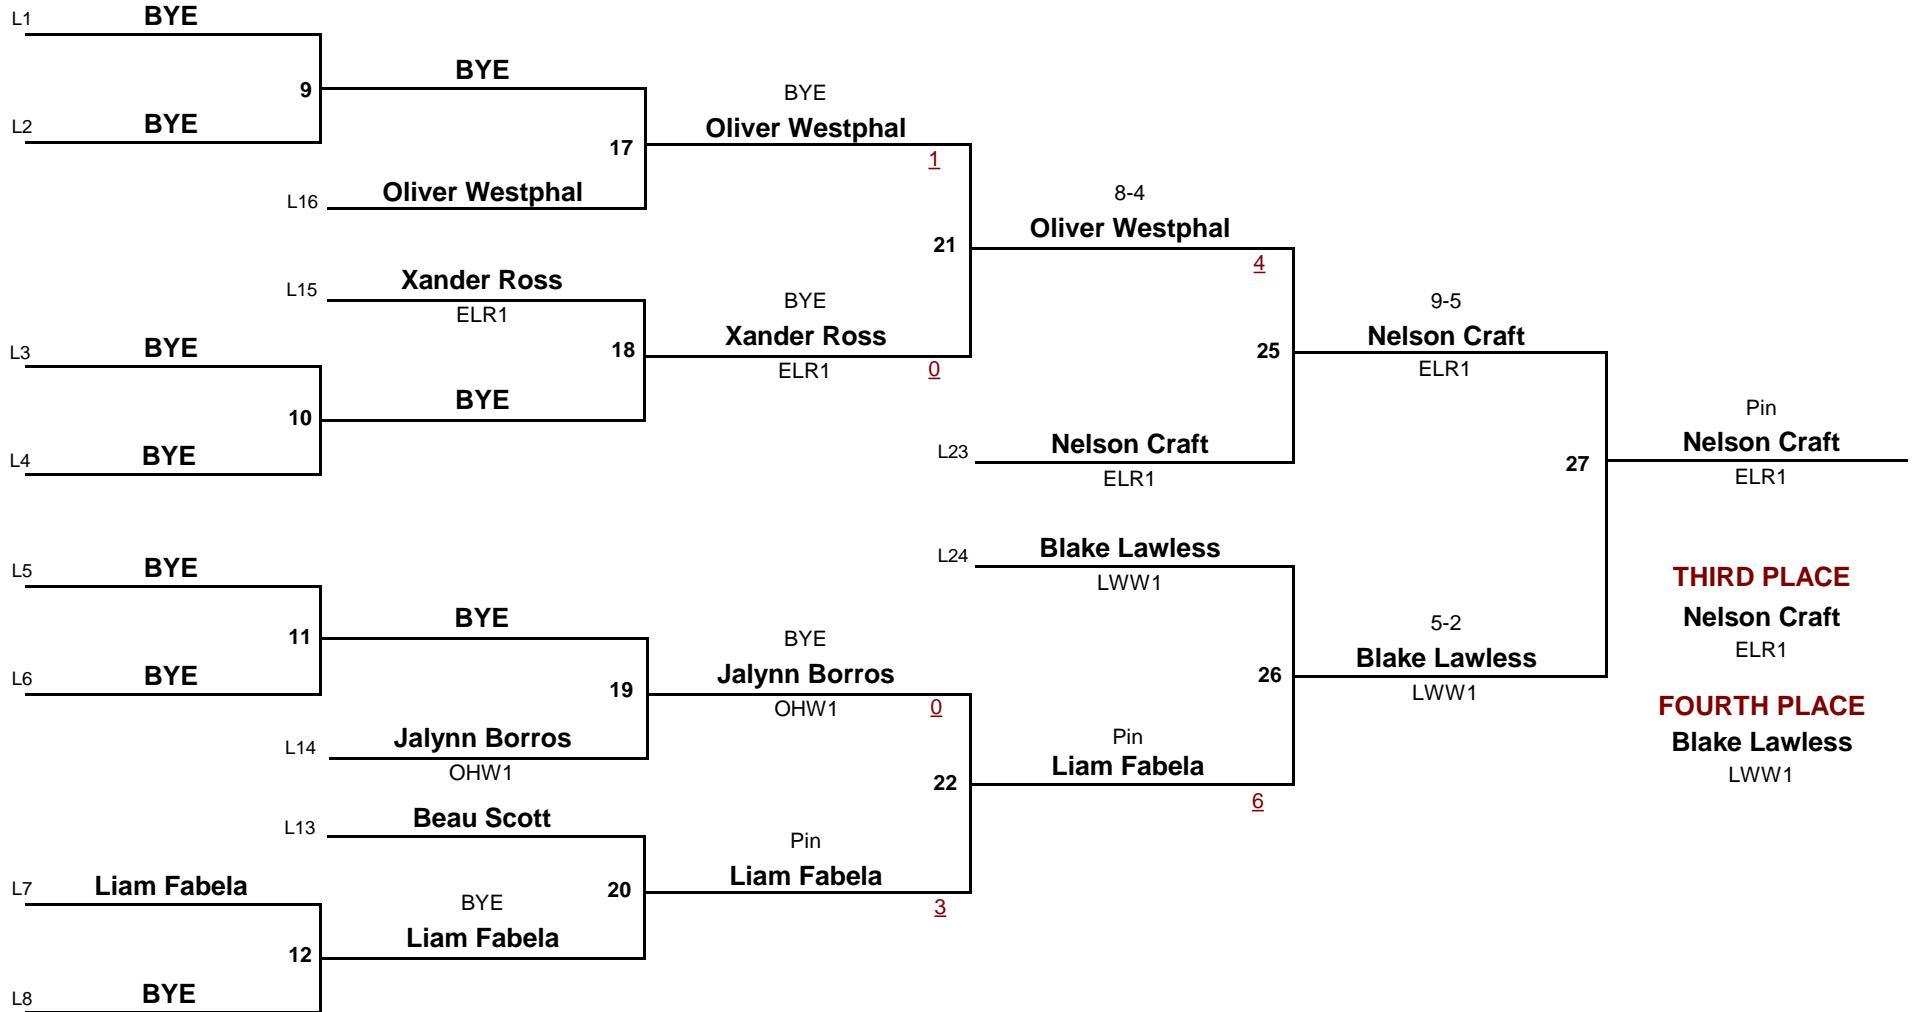 L1
BYE
9
L2
BYE
BYE
17
L16
Oliver Westphal
BYE
Oliver Westphal
1
L15
Xander Ross
ELR1
L3
BYE
10
L4
BYE
BYE
18
BYE
Xander Ross
ELR1
0
21
8-4
Oliver Westphal
4
L23
Nelson Craft
ELR1
25
9-5
Nelson Craft
ELR1
L5
BYE
11
L6
BYE
BYE
19
L14
Jalynn Borros
OHW1
BYE
Jalynn Borros
OHW1
0
L13
Beau Scott
L7
Liam Fabela
12
L8
BYE
BYE
Liam Fabela
20
Pin
Liam Fabela
3
22
L24
Blake Lawless
LWW1
Pin
Liam Fabela
6
26
5-2
Blake Lawless
LWW1
27
Pin
Nelson Craft
ELR1
THIRD PLACE
Nelson Craft
ELR1
FOURTH PLACE
Blake Lawless
LWW1